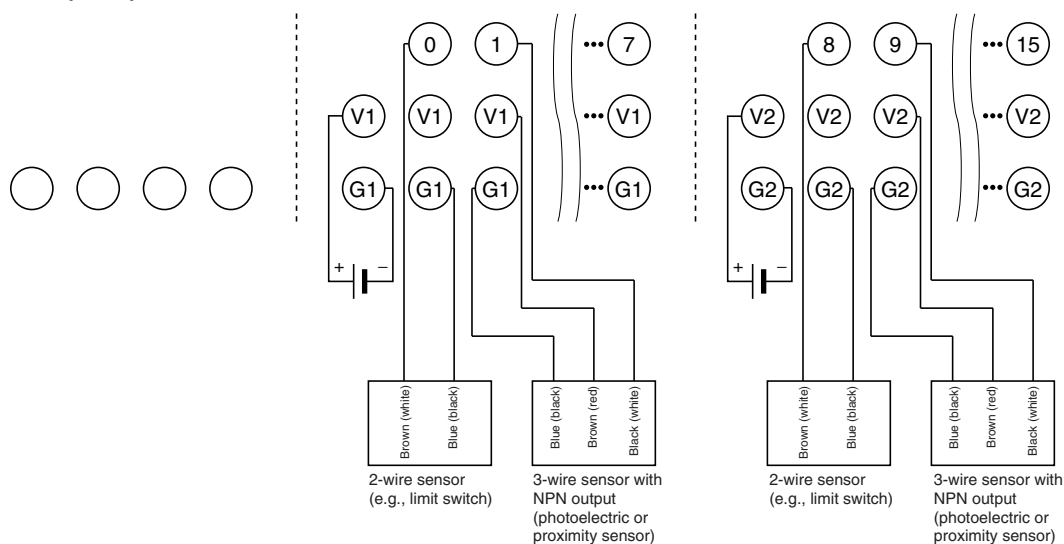 0 1 ••• 7 8 9 ••• 15
V1 V1 V1 ••• V1 V2 V2 V2 ••• V2
G1 G1 G1 ••• G1 G2 G2 G2 ••• G2
+ – + –
Brown (white)
Blue (black)
Blue (black)
Brown (red)
Black (white)
Brown (white)
Blue (black)
Blue (black)
Brown (red)
Black (white)
2-wire sensor
(e.g., limit switch)
3-wire sensor with
NPN output
(photoelectric or
proximity sensor)
2-wire sensor
(e.g., limit switch)
3-wire sensor with
NPN output
(photoelectric or
proximity sensor)